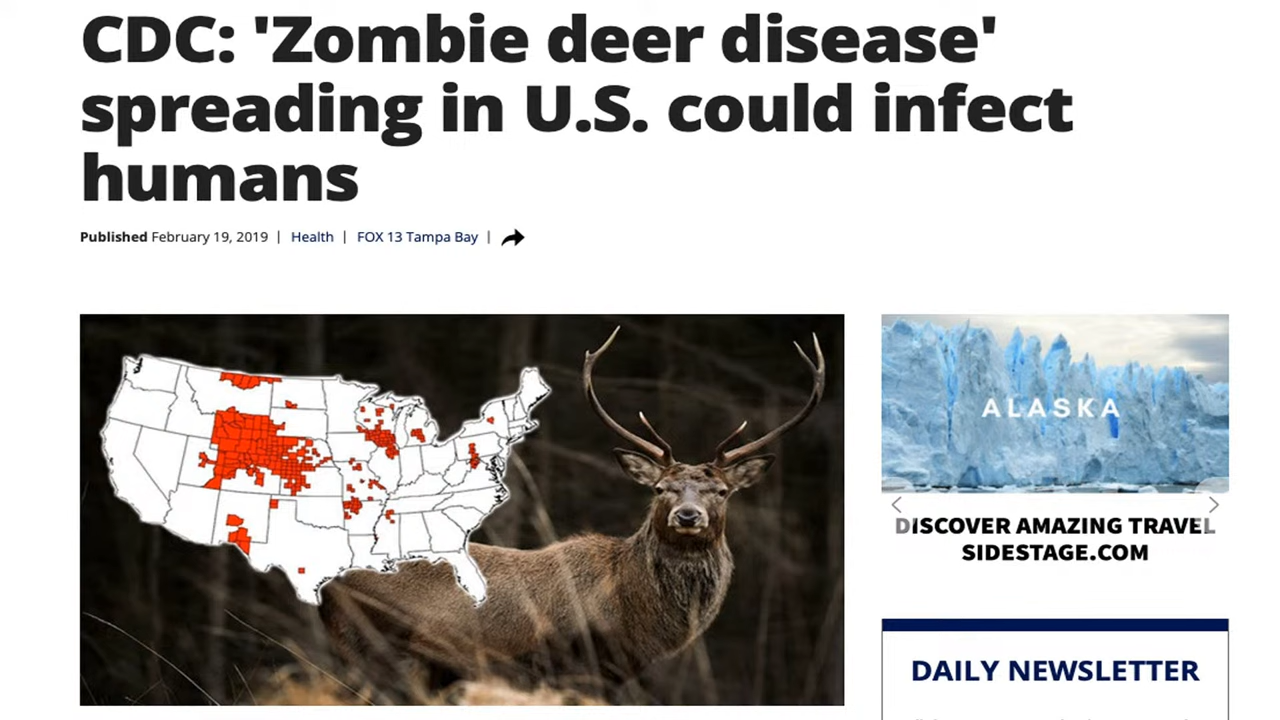 CDC: 'Zombie deer disease'
spreading in U.S. could infect
humans
Published February 19, 2019 | Health | FOX 13 Tampa Bay |
ALASKA
DISCOVER AMAZING TRAVEL
SIDESTAGE.COM
DAILY NEWSLETTER